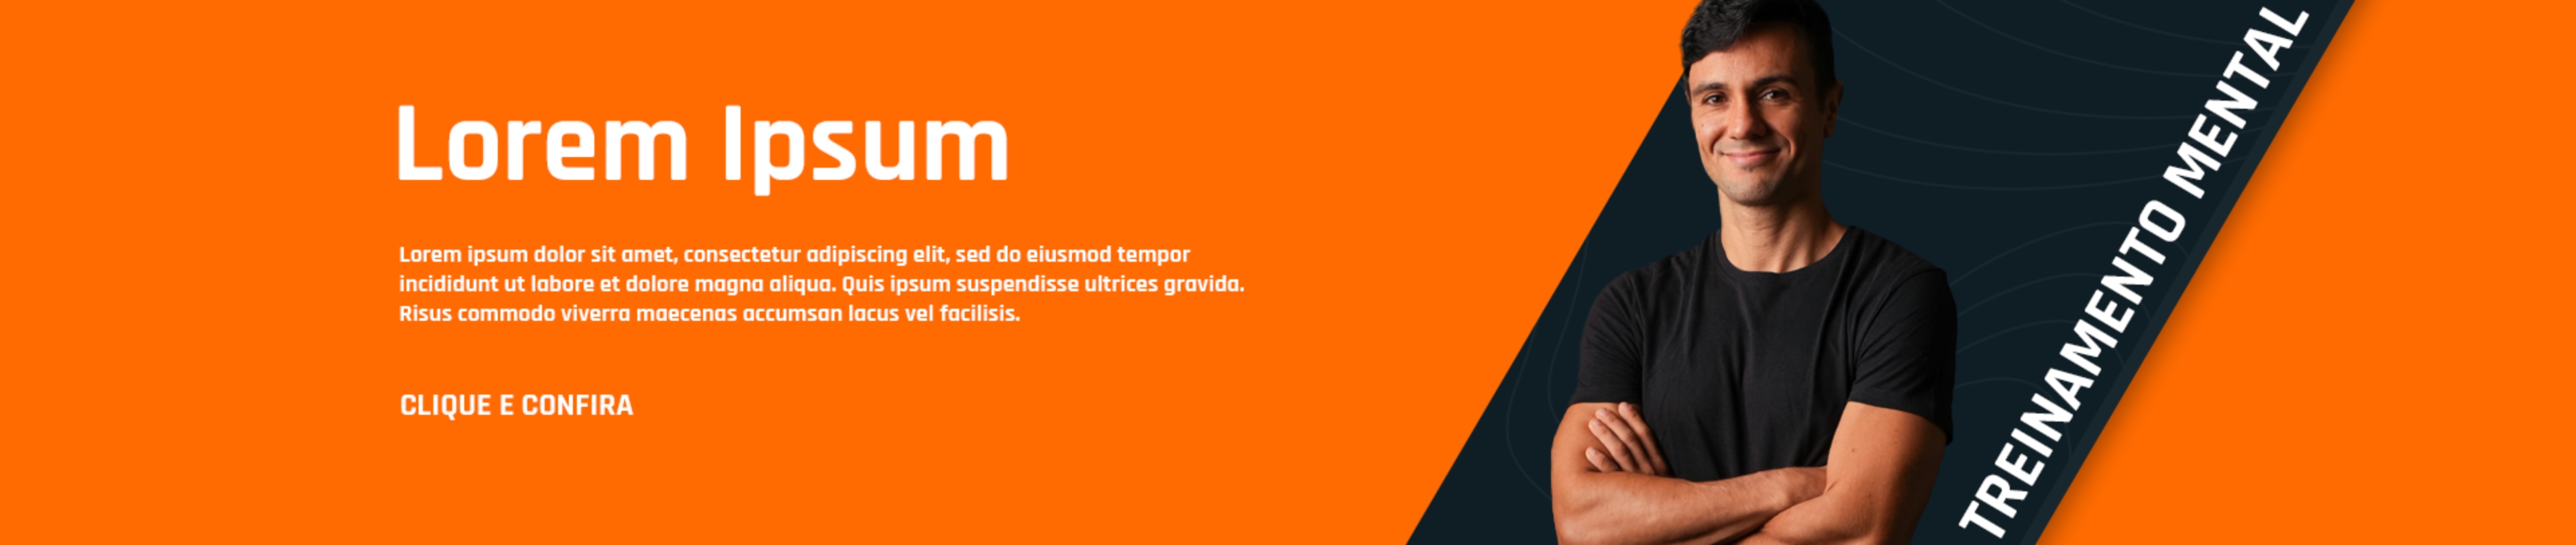 Lorem Ipsum
Lorem ipsum dolor sit amet, consectetur adipiscing elit, sed do eiusmod tempor
incididunt ut labore et dolore magna aliqua. Quis ipsum suspendisse ultrices gravida.
Risus commodo viverra maecenas accumsan lacus vel facilisis.
CLIQUE E CONFIRA
TREINAMENTO MENTAL